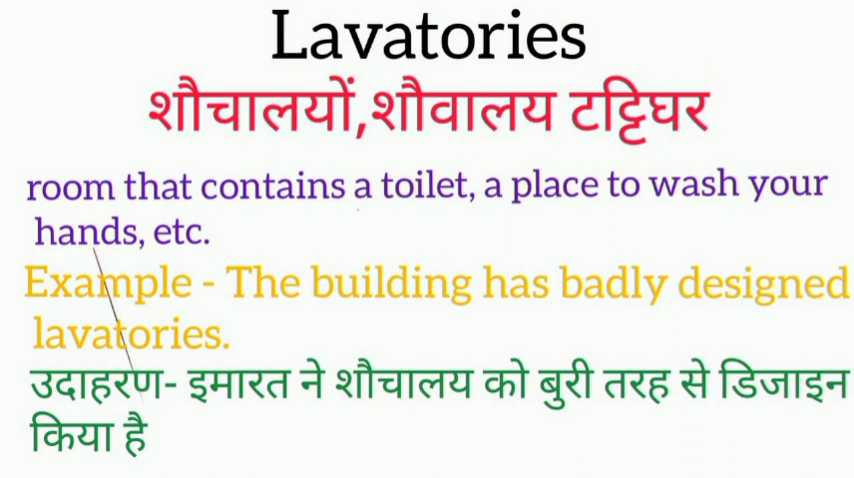 Lavatories
शौचालयों,शौवालय टट्टिघर
room that contains a toilet, a place to wash your
hands, etc.
Example - The building has badly designed
lavatories.
उदाहरण- इमारत ने शौचालय को बुरी तरह से डिजाइन
किया है